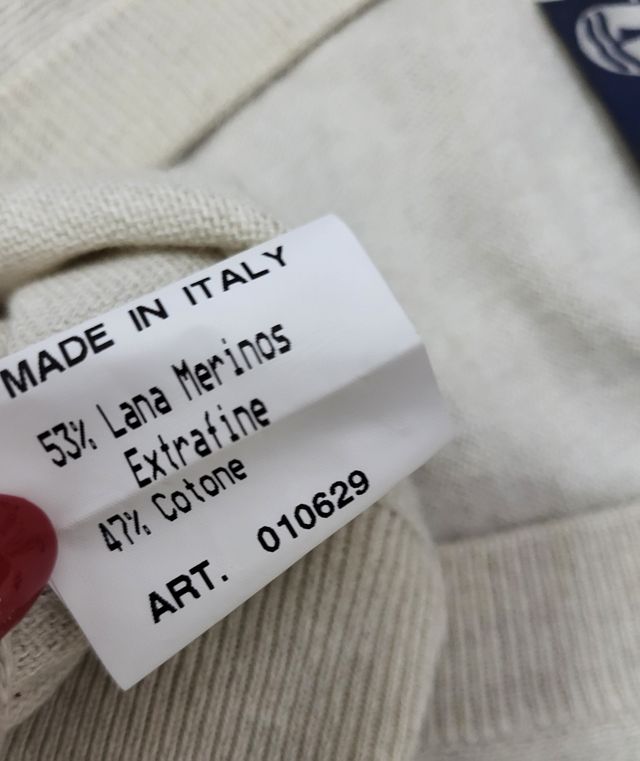 MADE IN ITALY
53% Lana Merinos
Extrafine
47% Cotone
ART. 010629